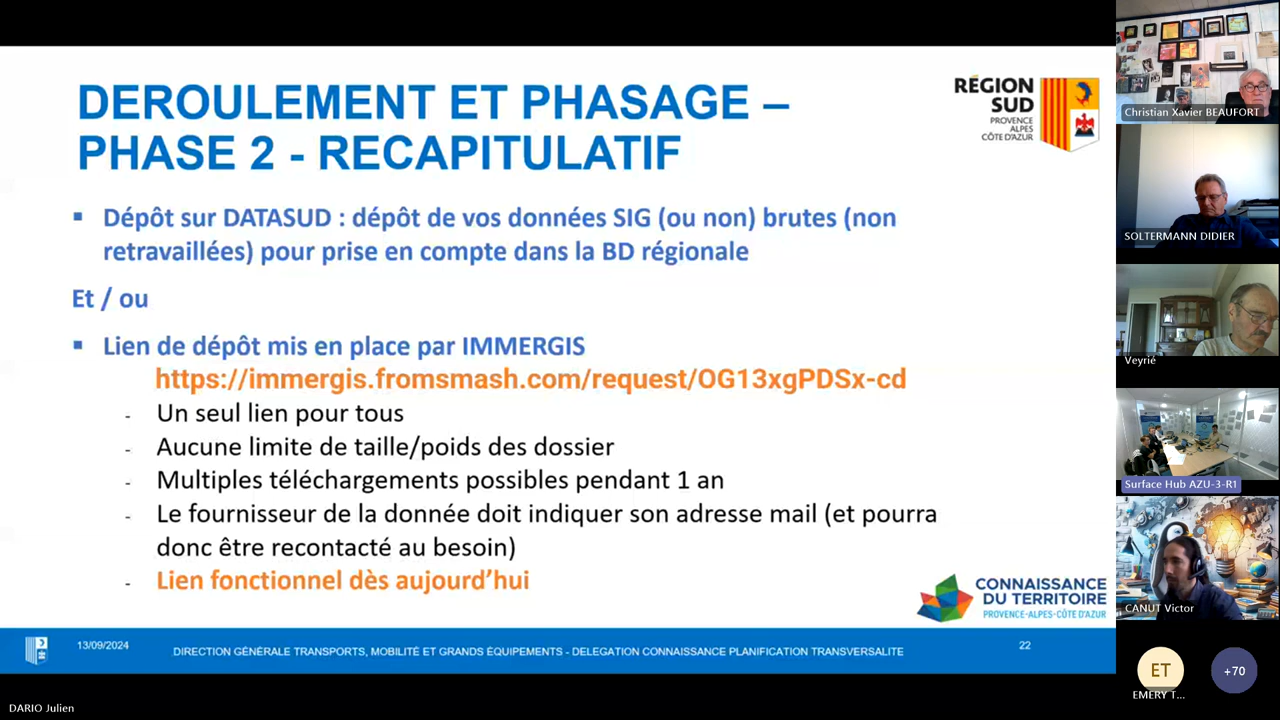 DEROULEMENT ET PHASAGE –
PHASE 2 - RECAPITULATIF
RÉGION
SUD
PROVENCE
ALPES
CÔTE D'AZUR
▪ Dépôt sur DATASUD : dépôt de vos données SIG (ou non) brutes (non
retravaillées) pour prise en compte dans la BD régionale
Et / ou
▪ Lien de dépôt mis en place par IMMERGIS
https://immergis.fromsmash.com/request/OG13xgPDSx-cd
- Un seul lien pour tous
- Aucune limite de taille/poids des dossier
- Multiples téléchargements possibles pendant 1 an
- Le fournisseur de la donnée doit indiquer son adresse mail (et pourra
donc être recontacté au besoin)
- Lien fonctionnel dès aujourd’hui
CONNAISSANCE
DU TERRITOIRE
PROVENCE-ALPES-CÔTE D'AZUR
13/09/2024
DIRECTION GÉNÉRALE TRANSPORTS, MOBILITÉ ET GRANDS ÉQUIPEMENTS - DELEGATION CONNAISSANCE PLANIFICATION TRANSVERSALITE
22
DARIO Julien
Christian Xavier BEAUFORT
SOLTERMANN DIDIER
Veyrié
Surface Hub AZU-3-R1
CANUT Victor
ET
+70
EMERY T...